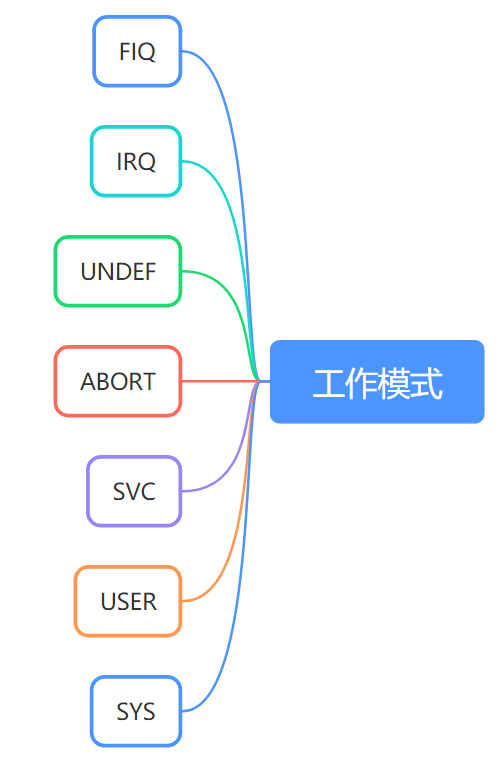 FIQ
IRQ
UNDEF
ABORT
工作模式
SVC
USER
SYS